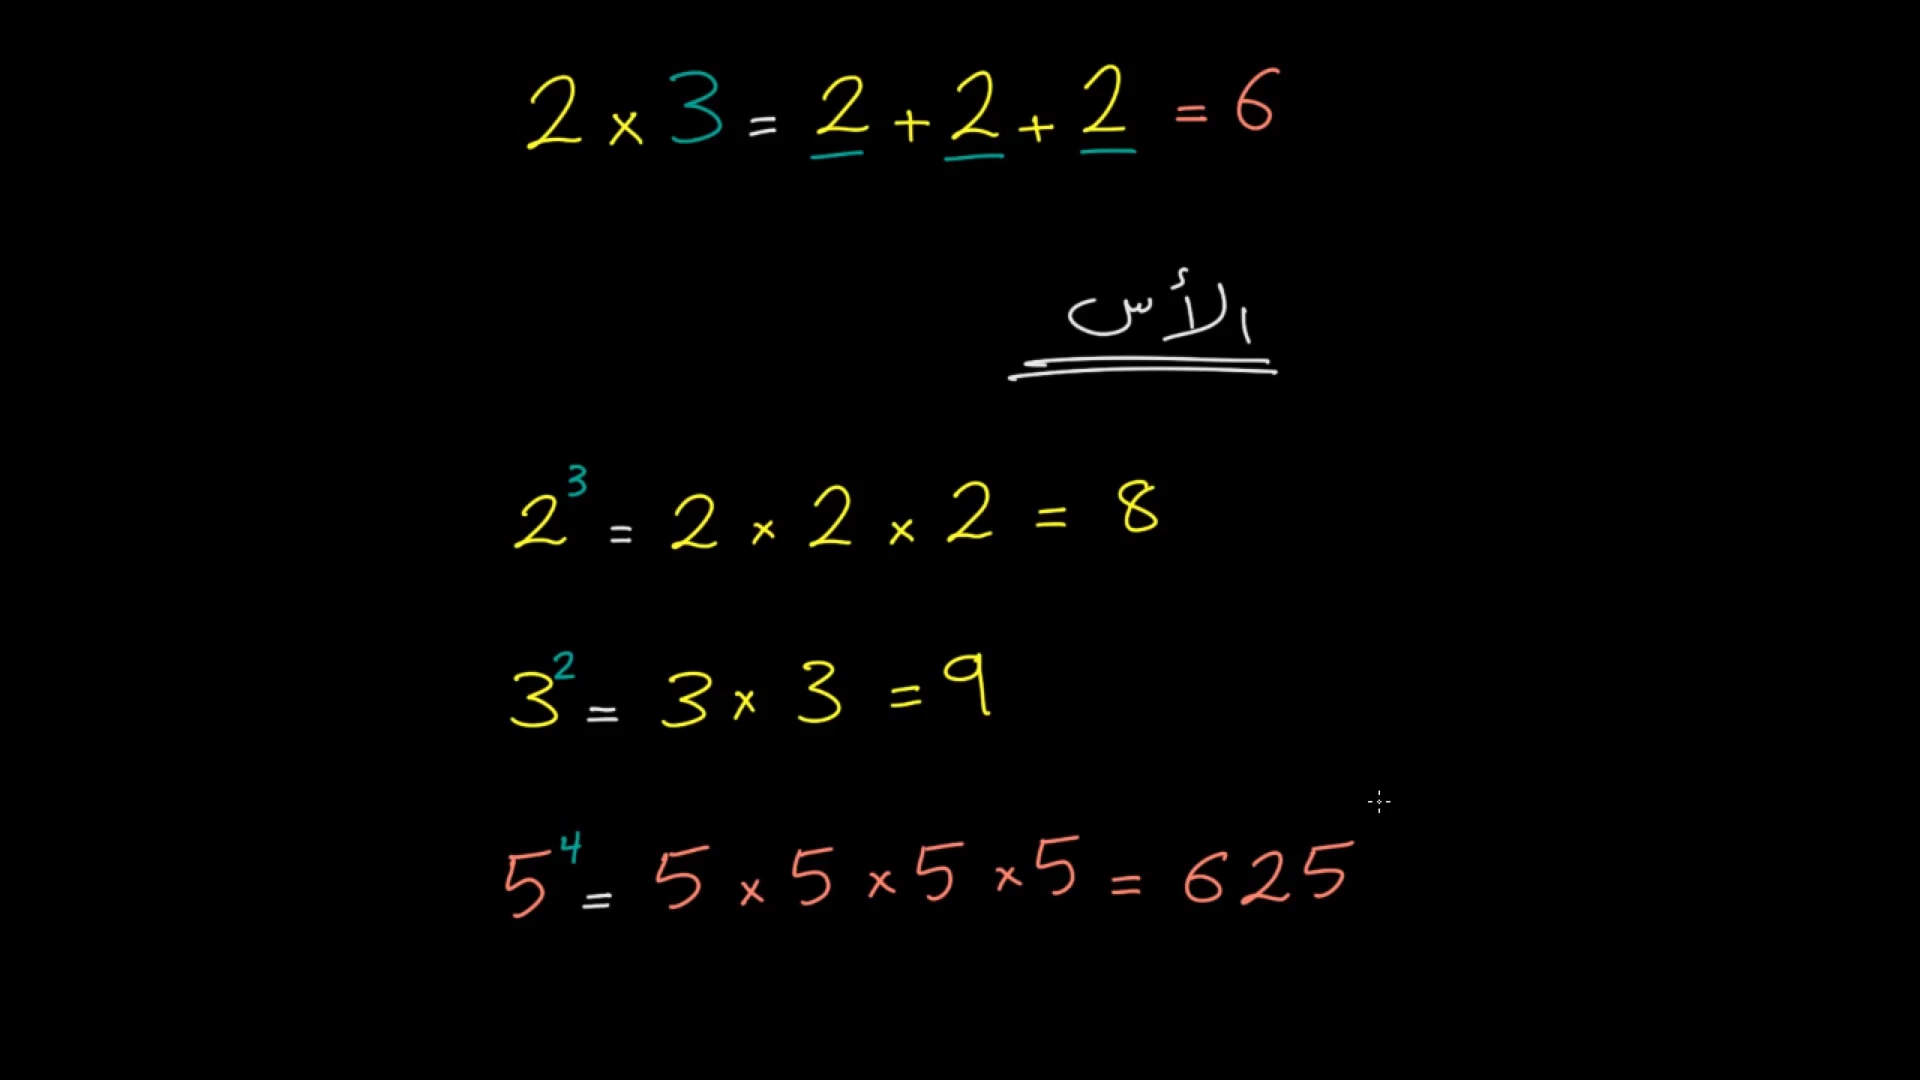 2 × 3 = 2 + 2 + 2 = 6
الأس
2³ = 2 × 2 × 2 = 8
3² = 3 × 3 = 9
5⁴ = 5 × 5 × 5 × 5 = 625